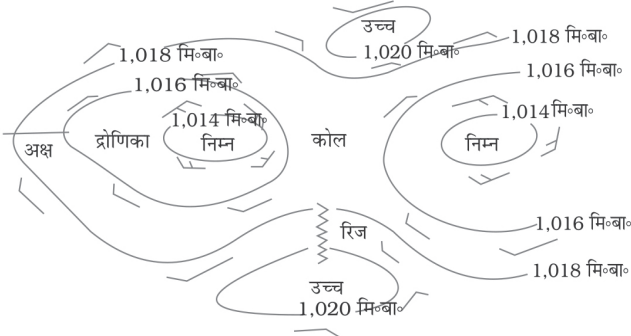 उच्च
1,020 मि॰बा॰
1,018 मि॰बा॰
1,018 मि॰बा॰
1,016 मि॰बा॰
1,016 मि॰बा॰
1,014 मि॰बा॰
1,014 मि॰बा॰
अक्ष
द्रोणिका
निम्न
कोल
निम्न
1,016 मि॰बा॰
रिज
1,018 मि॰बा॰
उच्च
1,020 मि॰बा॰